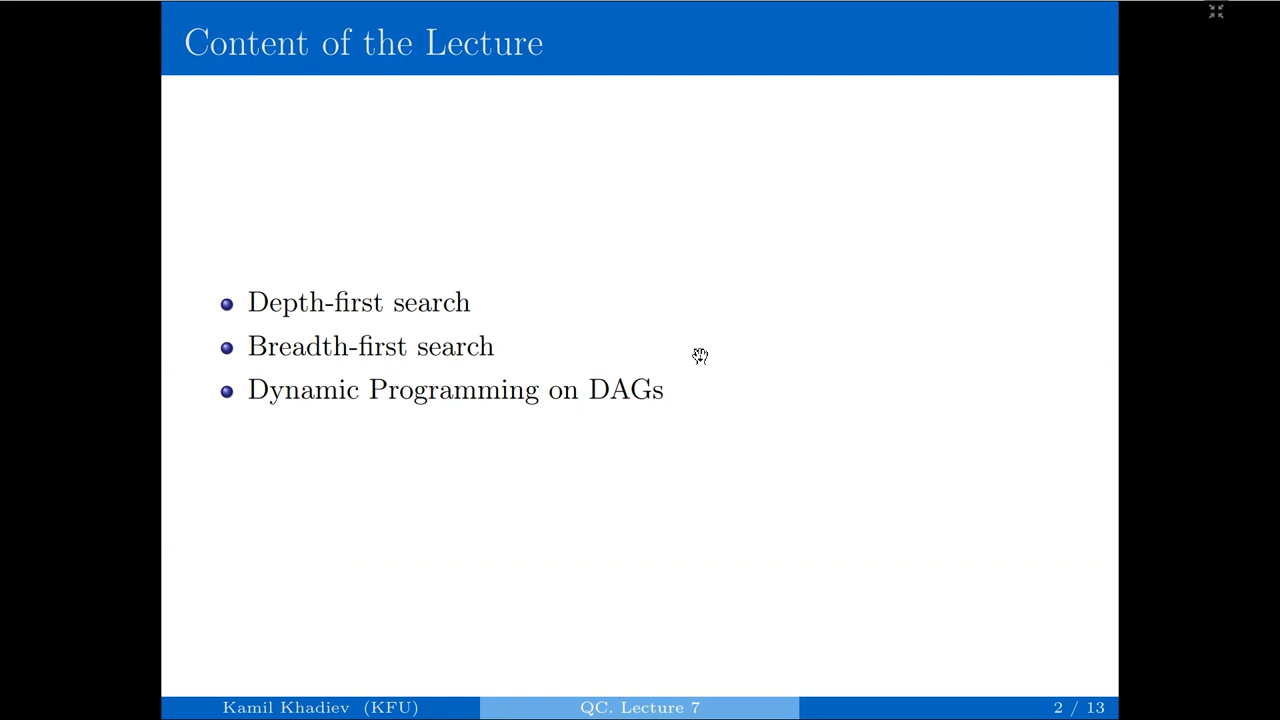 Content of the Lecture
Depth-first search
Breadth-first search
Dynamic Programming on DAGs
Kamil Khadiev (KFU)
QC. Lecture 7
2 / 13